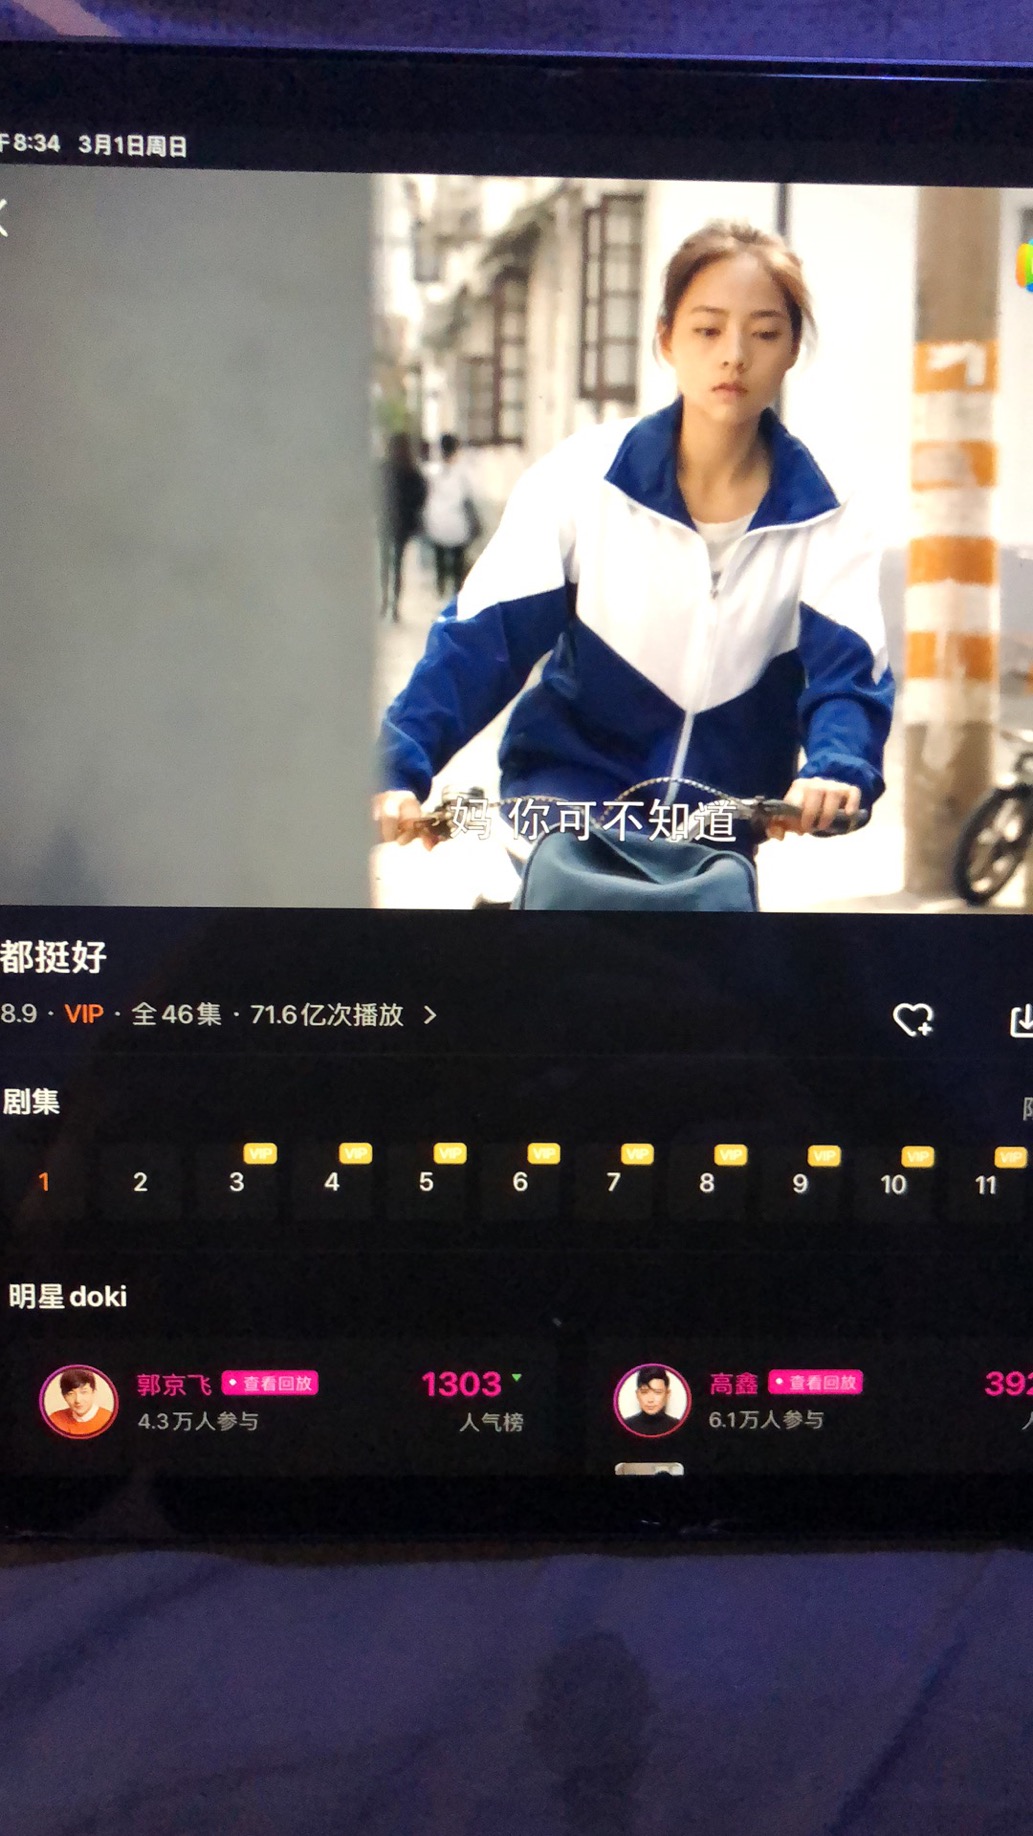 8:34 3月1日周日
妈 你可不知道
都挺好
8.9 · VIP · 全46集 · 71.6亿次播放 >
剧集
VIP VIP VIP VIP VIP VIP VIP VIP VIP
1 2 3 4 5 6 7 8 9 10 11
明星doki
郭京飞 查看回放 1303
4.3万人参与 人气榜
高鑫 查看回放 392
6.1万人参与